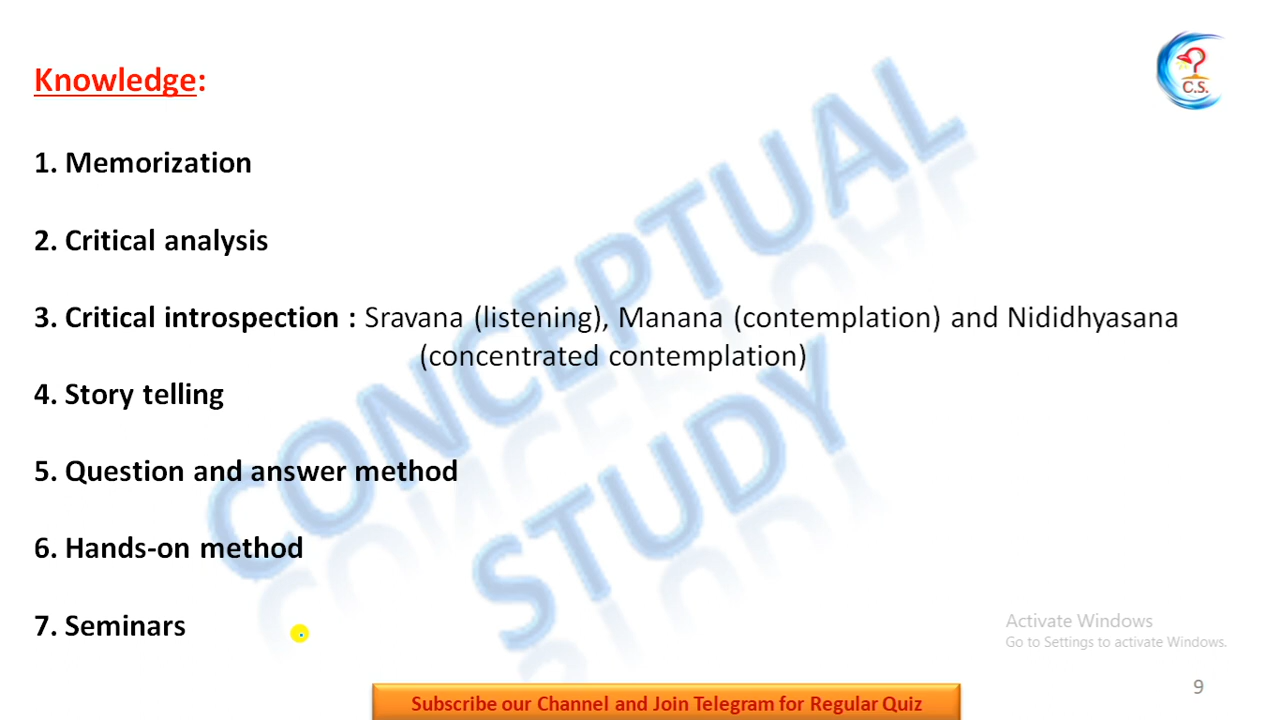 C.S.
Knowledge:
1. Memorization
2. Critical analysis
3. Critical introspection : Sravana (listening), Manana (contemplation) and Nididhyasana
(concentrated contemplation)
4. Story telling
5. Question and answer method
6. Hands-on method
7. Seminars
CONCEPTUAL
STUDY
Activate Windows
Go to Settings to activate Windows.
9
Subscribe our Channel and Join Telegram for Regular Quiz